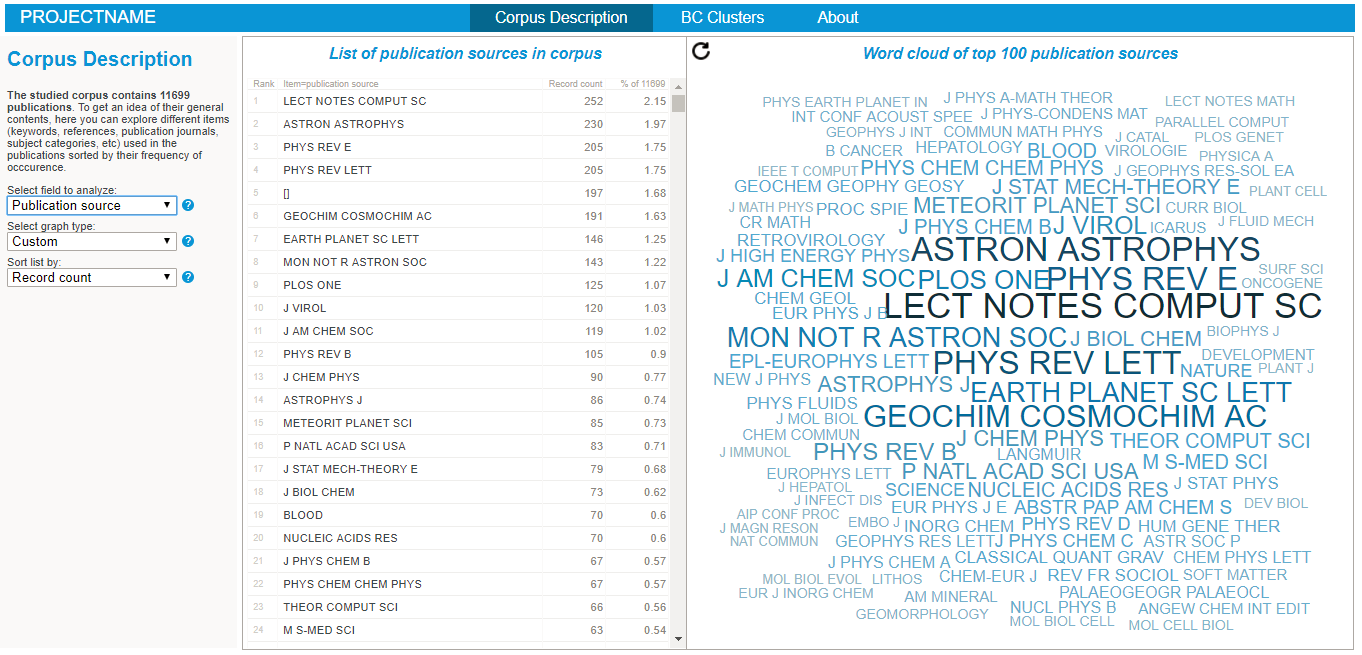 PROJECTNAME
Corpus Description BC Clusters About
Corpus Description
The studied corpus contains 11699
publications. To get an idea of their general
contents, here you can explore different items
(keywords, references, publication journals,
subject categories, etc) used in the
publications sorted by their frequency of
occcurence.
Select field to analyze:
Publication source ?
Select graph type:
Custom ?
Sort list by:
Record count ?
List of publication sources in corpus
Rank Item=publication source Record count % of 11699
1 LECT NOTES COMPUT SC 252 2.15
2 ASTRON ASTROPHYS 230 1.97
3 PHYS REV E 205 1.75
4 PHYS REV LETT 205 1.75
5 [] 197 1.68
6 GEOCHIM COSMOCHIM AC 191 1.63
7 EARTH PLANET SC LETT 146 1.25
8 MON NOT R ASTRON SOC 143 1.22
9 PLOS ONE 125 1.07
10 J VIROL 120 1.03
11 J AM CHEM SOC 119 1.02
12 PHYS REV B 105 0.9
13 J CHEM PHYS 90 0.77
14 ASTROPHYS J 86 0.74
15 METEORIT PLANET SCI 85 0.73
16 P NATL ACAD SCI USA 83 0.71
17 J STAT MECH-THEORY E 79 0.68
18 J BIOL CHEM 73 0.62
19 BLOOD 70 0.6
20 NUCLEIC ACIDS RES 70 0.6
21 J PHYS CHEM B 67 0.57
22 PHYS CHEM CHEM PHYS 67 0.57
23 THEOR COMPUT SCI 66 0.56
24 M S-MED SCI 63 0.54
Word cloud of top 100 publication sources
PHYS EARTH PLANET IN J PHYS A-MATH THEOR LECT NOTES MATH
INT CONF ACOUST SPEE J PHYS-CONDENS MAT PARALLEL COMPUT
GEOPHYS J INT COMMUN MATH PHYS J CATAL PLOS GENET
B CANCER HEPATOLOGY BLOOD VIROLOGIE PHYSICA A
IEEE T COMPUT PHYS CHEM CHEM PHYS J GEOPHYS RES-SOL EA
GEOCHEM GEOPHY GEOSY J STAT MECH-THEORY E PLANT CELL
J MATH PHYS PROC SPIE METEORIT PLANET SCI CURR BIOL
CR MATH J PHYS CHEM B J VIROL ICARUS J FLUID MECH
RETROVIROLOGY ASTRON ASTROPHYS
J HIGH ENERGY PHYS SURF SCI
J AM CHEM SOC PLOS ONE PHYS REV E ONCOGENE
CHEM GEOL LECT NOTES COMPUT SC
EUR PHYS J B
MON NOT R ASTRON SOC J BIOL CHEM BIOPHYS J
EPL-EUROPHYS LETT PHYS REV LETT DEVELOPMENT
NATURE PLANT J
NEW J PHYS ASTROPHYS J EARTH PLANET SC LETT
PHYS FLUIDS
J MOL BIOL GEOCHIM COSMOCHIM AC
CHEM COMMUN J CHEM PHYS THEOR COMPUT SCI
J IMMUNOL PHYS REV B LANGMUIR
M S-MED SCI
EUROPHYS LETT P NATL ACAD SCI USA
J HEPATOL SCIENCE NUCLEIC ACIDS RES J STAT PHYS
J INFECT DIS EUR PHYS J E ABSTR PAP AM CHEM S DEV BIOL
AIP CONF PROC
J MAGN RESON EMBO J INORG CHEM PHYS REV D HUM GENE THER
NAT COMMUN GEOPHYS RES LETT J PHYS CHEM C ASTR SOC P
J PHYS CHEM A CLASSICAL QUANT GRAV CHEM PHYS LETT
MOL BIOL EVOL LITHOS CHEM-EUR J REV FR SOCIOL SOFT MATTER
EUR J INORG CHEM AM MINERAL PALAEOGEOGR PALAEOCL
GEOMORPHOLOGY NUCL PHYS B ANGEW CHEM INT EDIT
MOL BIOL CELL MOL CELL BIOL